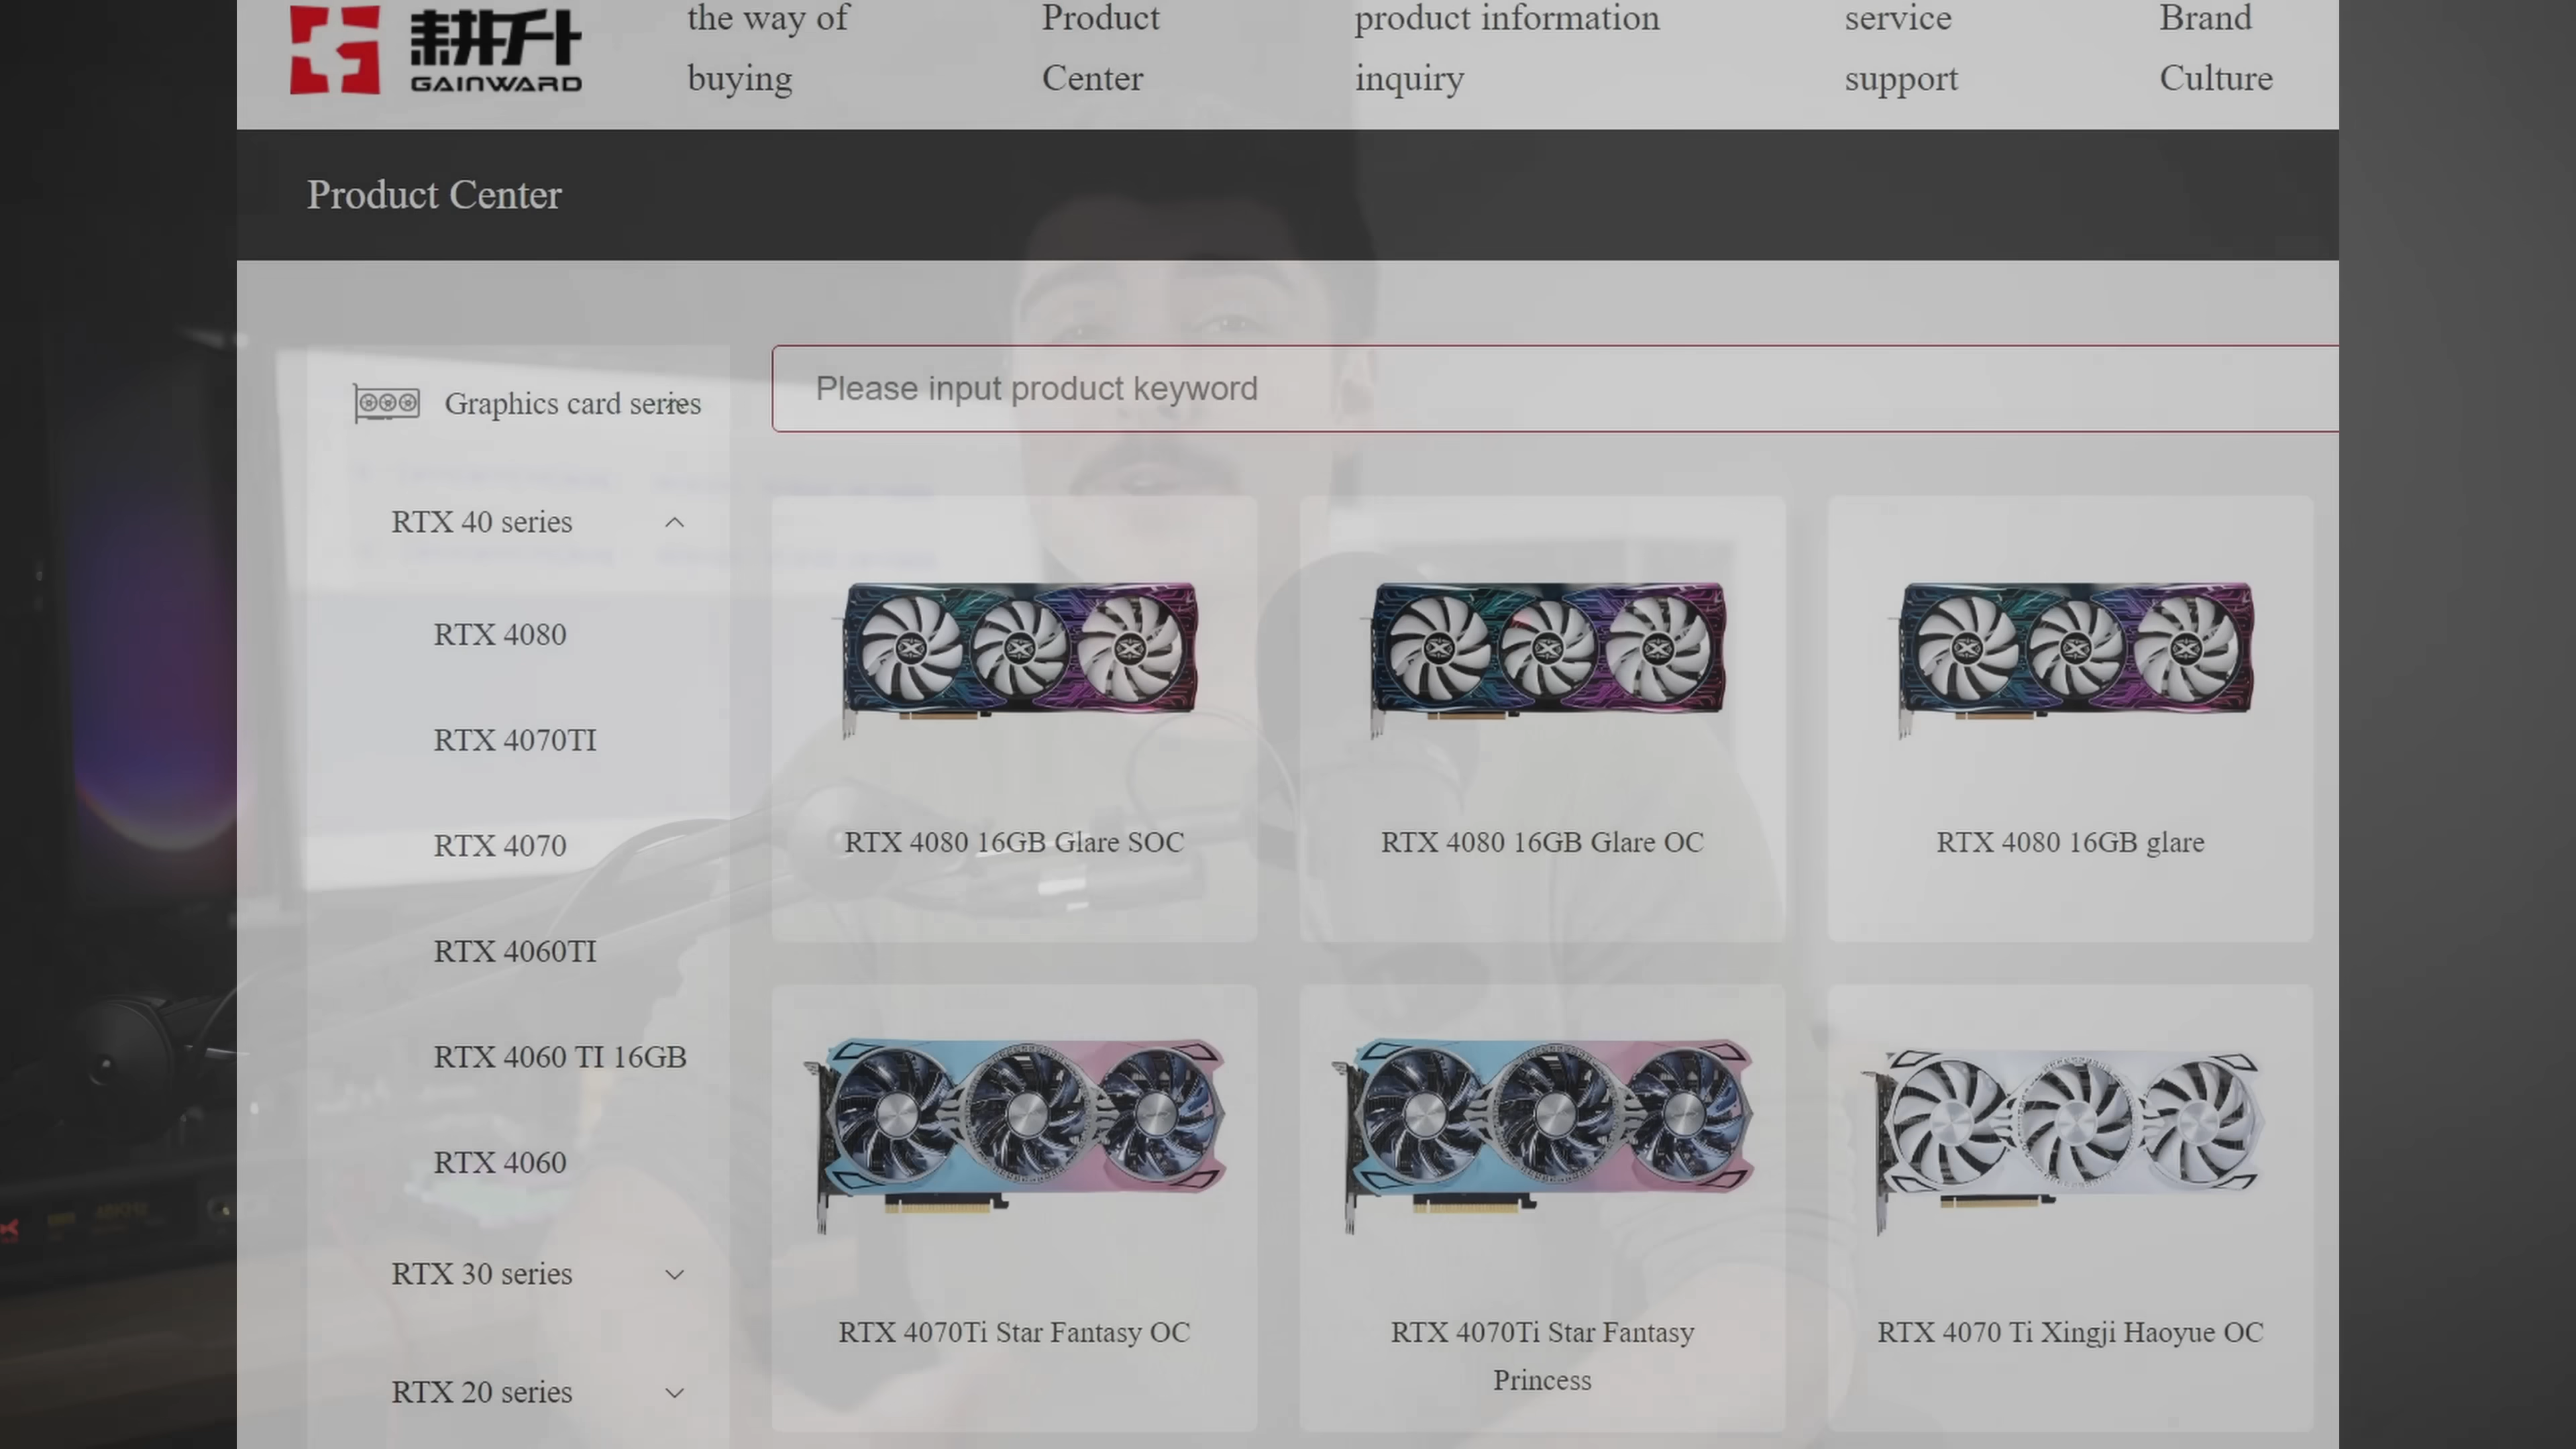 耕升
GAINWARD
the way of
buying
Product
Center
product information
inquiry
service
support
Brand
Culture
Product Center
Graphics card series
Please input product keyword
RTX 40 series
RTX 4080
RTX 4070TI
RTX 4070
RTX 4060TI
RTX 4060 TI 16GB
RTX 4060
RTX 30 series
RTX 20 series
RTX 4080 16GB Glare SOC
RTX 4080 16GB Glare OC
RTX 4080 16GB glare
RTX 4070Ti Star Fantasy OC
RTX 4070Ti Star Fantasy
Princess
RTX 4070 Ti Xingji Haoyue OC